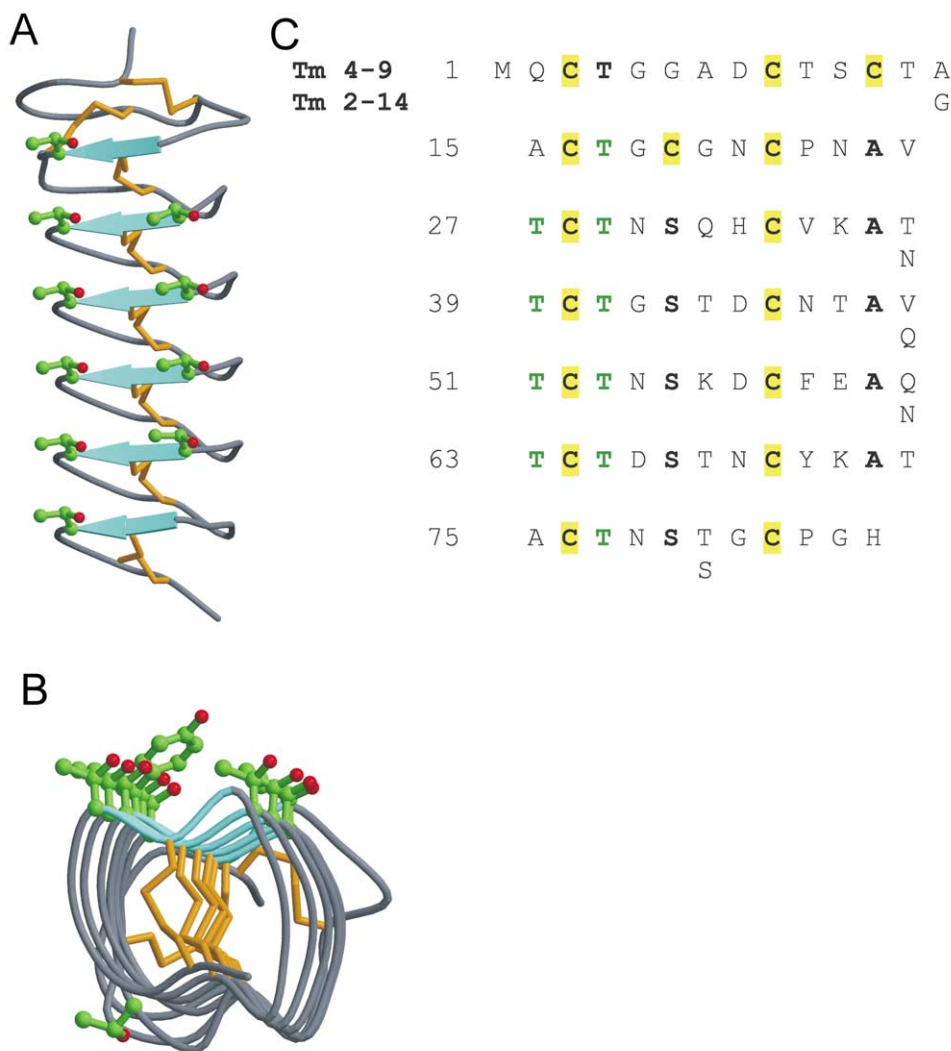 A
C
Tm 4-9 1 M Q C T G G A D C T S C T A
Tm 2-14 G
15 A C T G C G N C P N A V
27 T C T N S Q H C V K A T
N
39 T C T G S T D C N T A V
Q
51 T C T N S K D C F E A Q
N
63 T C T D S T N C Y K A T
75 A C T N S T G C P G H
S
B